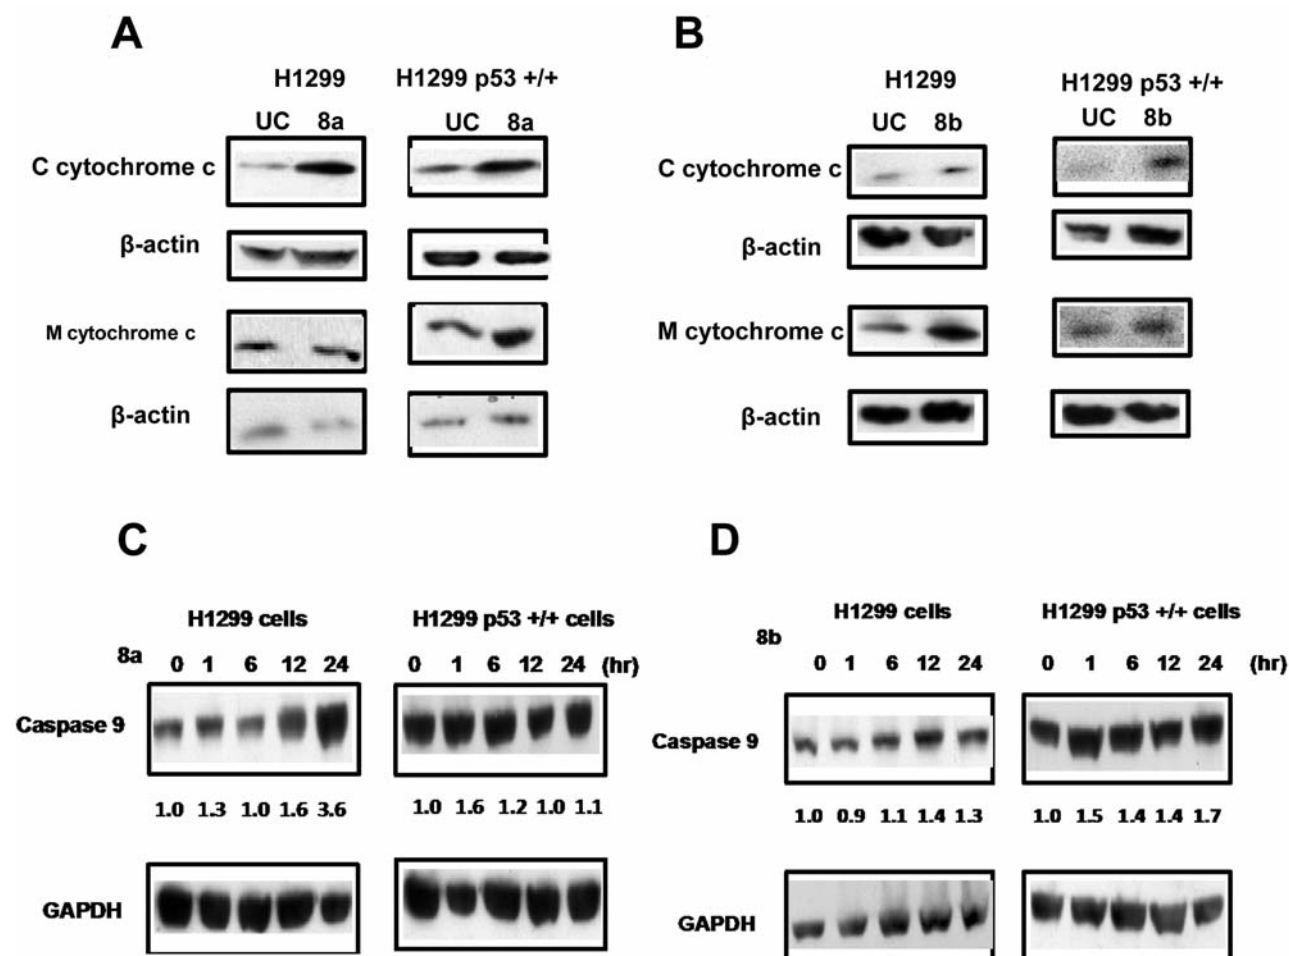 A
H1299 H1299 p53 +/+
UC 8a UC 8a
C cytochrome c
β-actin
M cytochrome c
β-actin
B
H1299 H1299 p53 +/+
UC 8b UC 8b
C cytochrome c
β-actin
M cytochrome c
β-actin
C
H1299 cells H1299 p53 +/+ cells
8a 0 1 6 12 24 0 1 6 12 24 (hr)
Caspase 9
1.0 1.3 1.0 1.6 3.6 1.0 1.6 1.2 1.0 1.1
GAPDH
D
H1299 cells H1299 p53 +/+ cells
8b
0 1 6 12 24 0 1 6 12 24 (hr)
Caspase 9
1.0 0.9 1.1 1.4 1.3 1.0 1.5 1.4 1.4 1.7
GAPDH